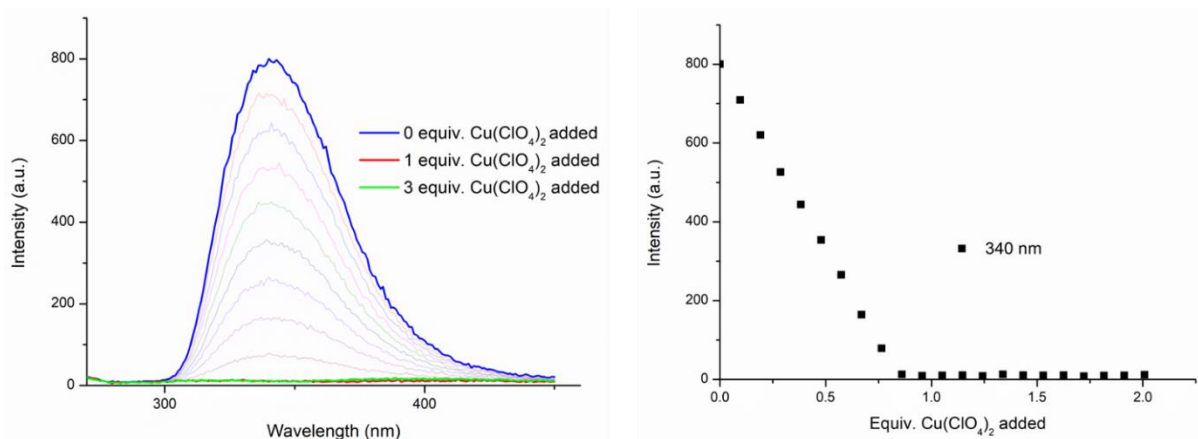 800
600
400
200
0
300
400
Intensity (a.u.)
Wavelength (nm)
0 equiv. Cu(ClO₄)₂ added
1 equiv. Cu(ClO₄)₂ added
3 equiv. Cu(ClO₄)₂ added
800
600
400
200
0
0.0
0.5
1.0
1.5
2.0
Intensity (a.u.)
Equiv. Cu(ClO₄)₂ added
340 nm